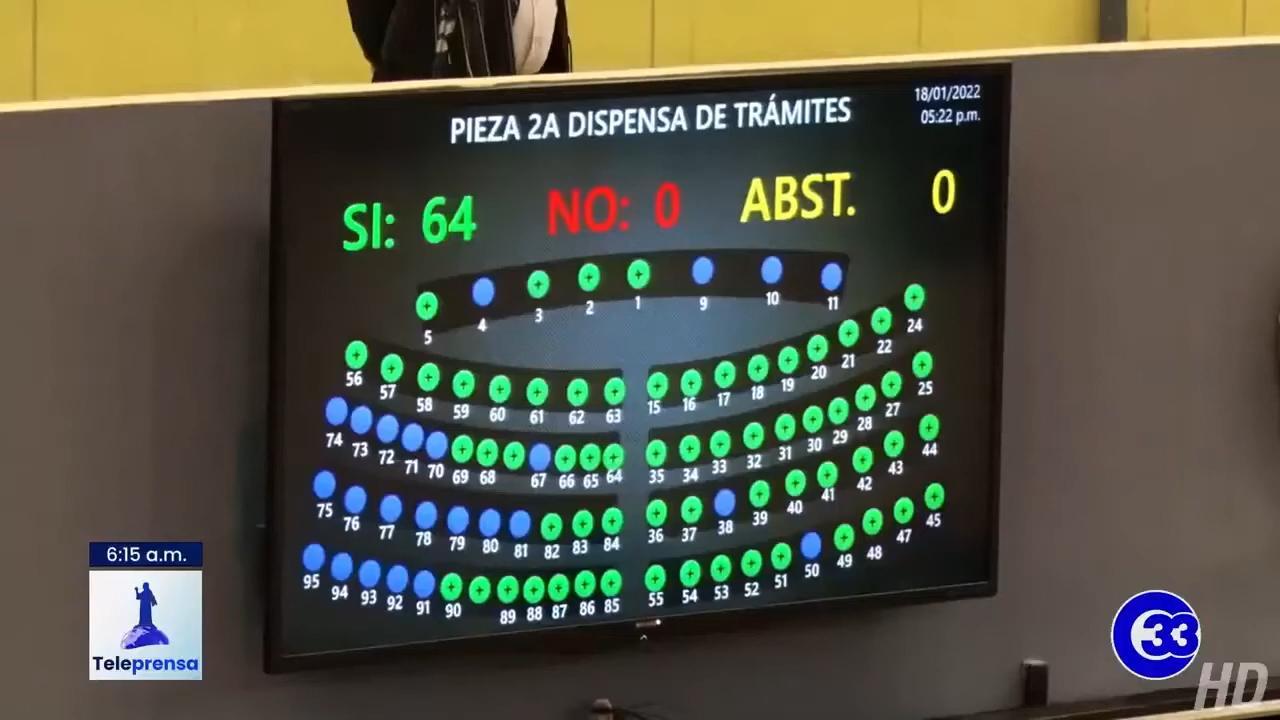 PIEZA 2A DISPENSA DE TRÁMITES
18/01/2022
05:22 p.m.
SI: 64 NO: 0 ABST. 0
5 4 3 2 1 9 10 11
56 57 58 59 60 61 62 63 15 16 17 18 19 20 21 22 24
74 73 72 71 70 69 68 67 66 65 64 35 34 33 32 31 30 29 28 27 25
75 76 77 78 79 80 81 82 83 84 36 37 38 39 40 41 42 43 44
95 94 93 92 91 90 89 88 87 86 85 55 54 53 52 51 50 49 48 47 45
6:15 a.m.
Teleprensa
33
HD